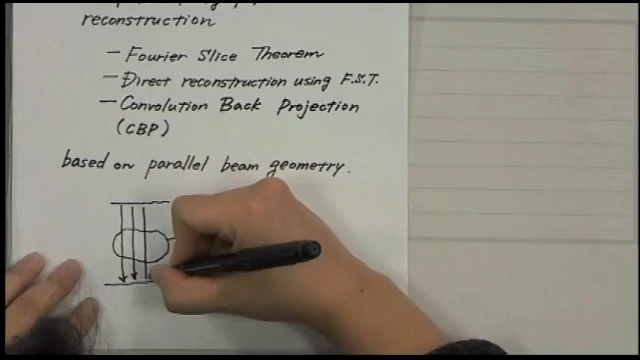 reconstruction
- Fourier Slice Theorem
- Direct reconstruction using F.S.T.
- Convolution Back Projection
(CBP)
based on parallel beam geometry.